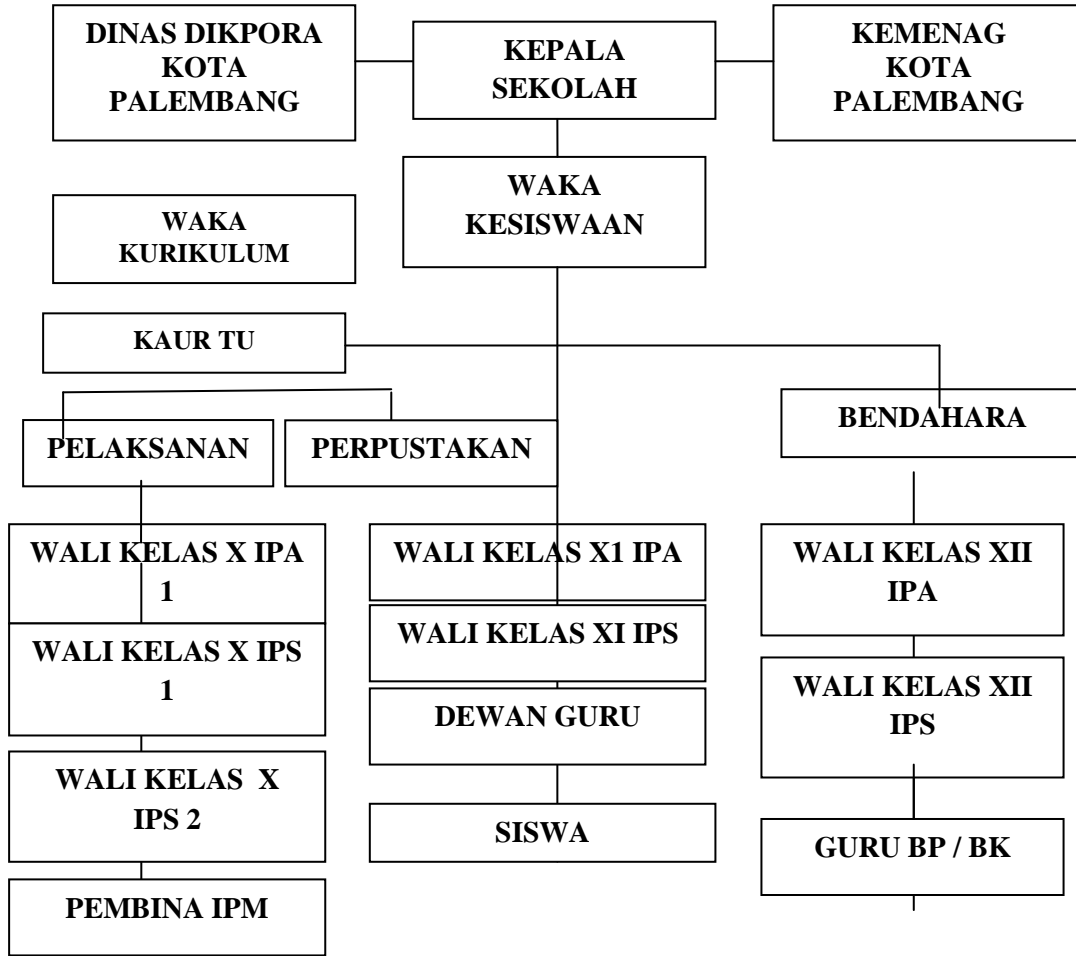 DINAS DIKPORA
KOTA
PALEMBANG
KEPALA
SEKOLAH
KEMENAG
KOTA
PALEMBANG
WAKA
KESISWAAN
WAKA
KURIKULUM
KAUR TU
BENDAHARA
PELAKSANAN
PERPUSTAKAN
WALI KELAS X IPA
1
WALI KELAS X1 IPA
WALI KELAS XII
IPA
WALI KELAS X IPS
1
WALI KELAS XI IPS
WALI KELAS XII
IPS
DEWAN GURU
WALI KELAS X
IPS 2
SISWA
GURU BP / BK
PEMBINA IPM